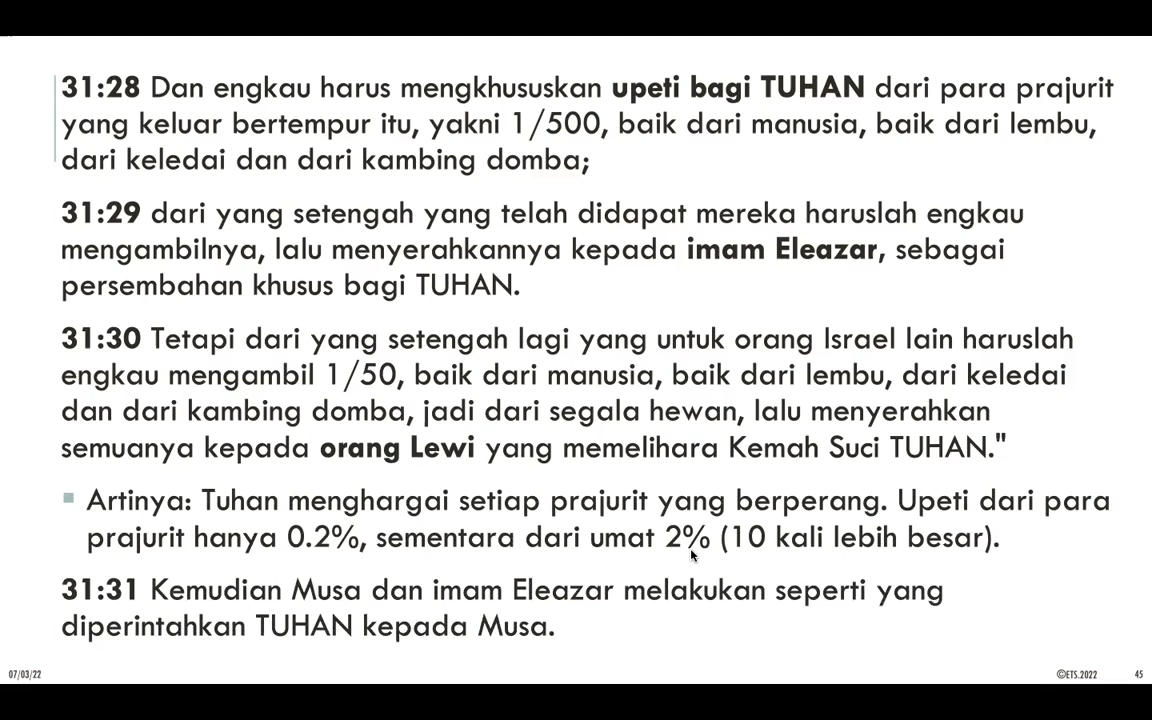 31:28 Dan engkau harus mengkhususkan upeti bagi TUHAN dari para prajurit
yang keluar bertempur itu, yakni 1/500, baik dari manusia, baik dari lembu,
dari keledai dan dari kambing domba;
31:29 dari yang setengah yang telah didapat mereka haruslah engkau
mengambilnya, lalu menyerahkannya kepada imam Eleazar, sebagai
persembahan khusus bagi TUHAN.
31:30 Tetapi dari yang setengah lagi yang untuk orang Israel lain haruslah
engkau mengambil 1/50, baik dari manusia, baik dari lembu, dari keledai
dan dari kambing domba, jadi dari segala hewan, lalu menyerahkan
semuanya kepada orang Lewi yang memelihara Kemah Suci TUHAN."
▪ Artinya: Tuhan menghargai setiap prajurit yang berperang. Upeti dari para
prajurit hanya 0.2%, sementara dari umat 2% (10 kali lebih besar).
31:31 Kemudian Musa dan imam Eleazar melakukan seperti yang
diperintahkan TUHAN kepada Musa.
07/03/22
©ETS.2022
45